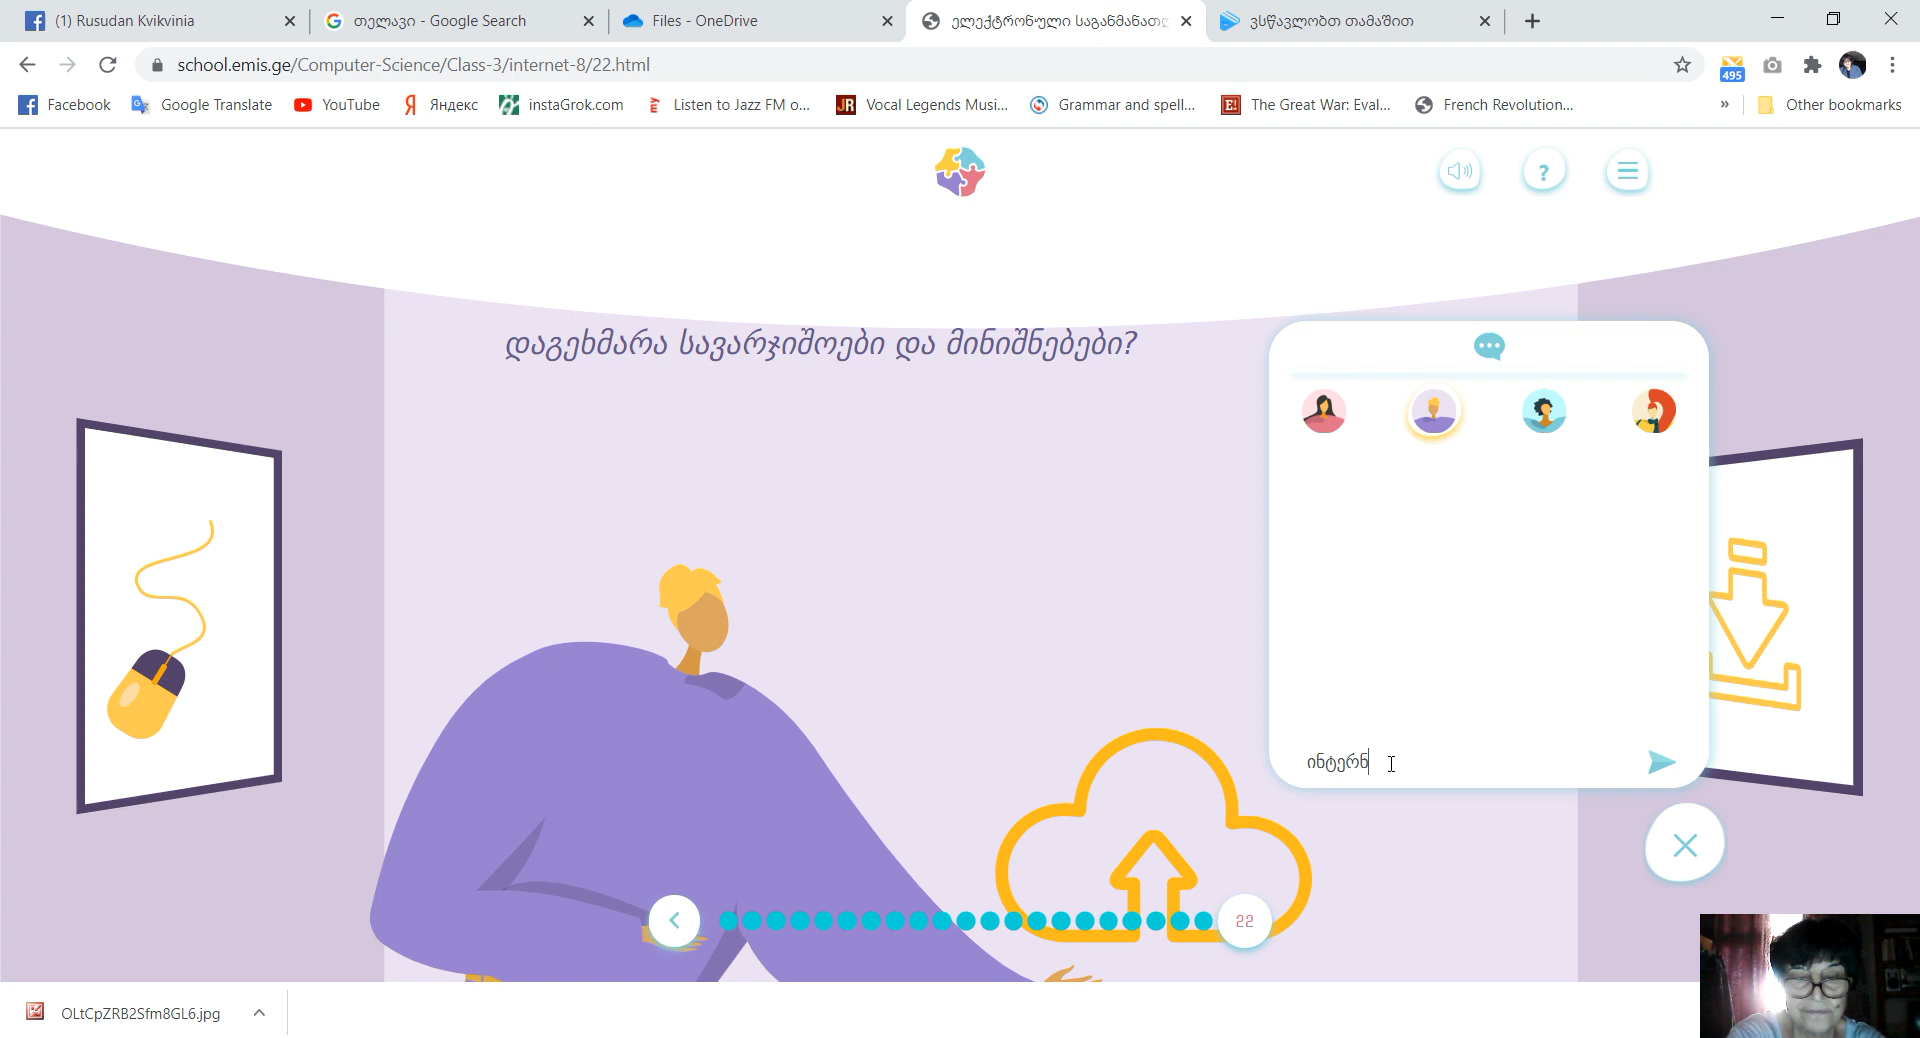 (1) Rusudan Kvikvinia
თელავი - Google Search
Files - OneDrive
ელექტრონული საგანმანათლ
ვსწავლობთ თამაშით
school.emis.ge/Computer-Science/Class-3/internet-8/22.html
495
Facebook
Google Translate
YouTube
Яндекс
instaGrok.com
Listen to Jazz FM o...
Vocal Legends Musi...
Grammar and spell...
The Great War: Eval...
French Revolution...
»
Other bookmarks
?
დაგეხმარა სავარჯიშოები და მინიშნებები?
ინტერნ
22
OLtCpZRB2Sfm8GL6.jpg